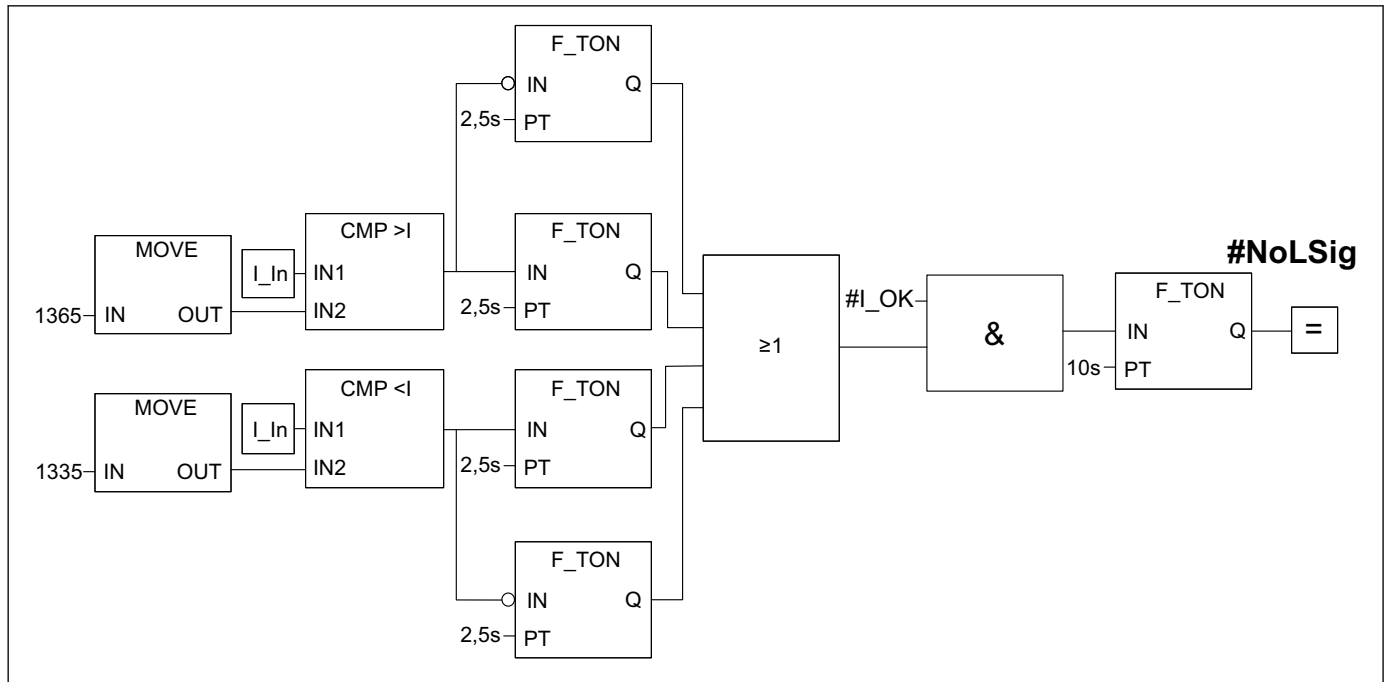 F_TON
IN Q
2,5s PT
MOVE
1365 IN OUT
CMP >I
I_In IN1
IN2
F_TON
IN Q
2,5s PT
≥1
#I_OK
&
#NoLSig
F_TON
IN Q
10s PT
=
MOVE
1335 IN OUT
CMP <I
I_In IN1
IN2
F_TON
IN Q
2,5s PT
F_TON
IN Q
2,5s PT